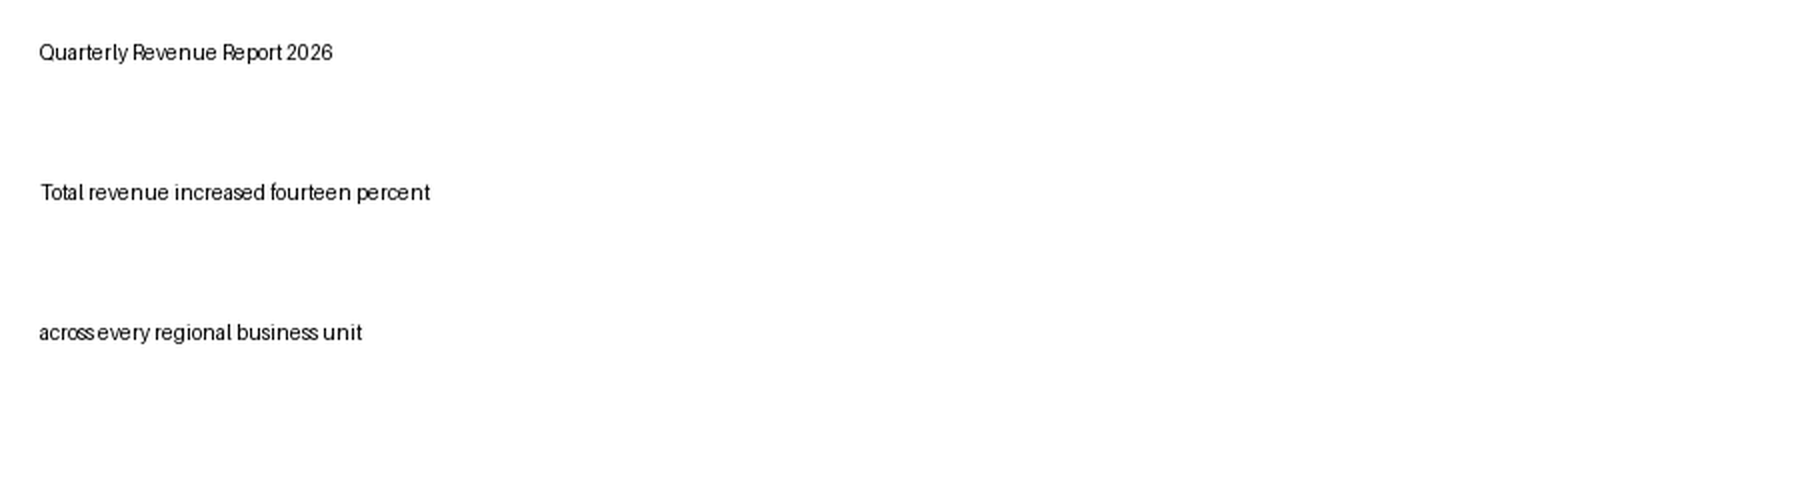 Quarterly Revenue Report 2026
Total revenue increased fourteen percent
across every regional business unit